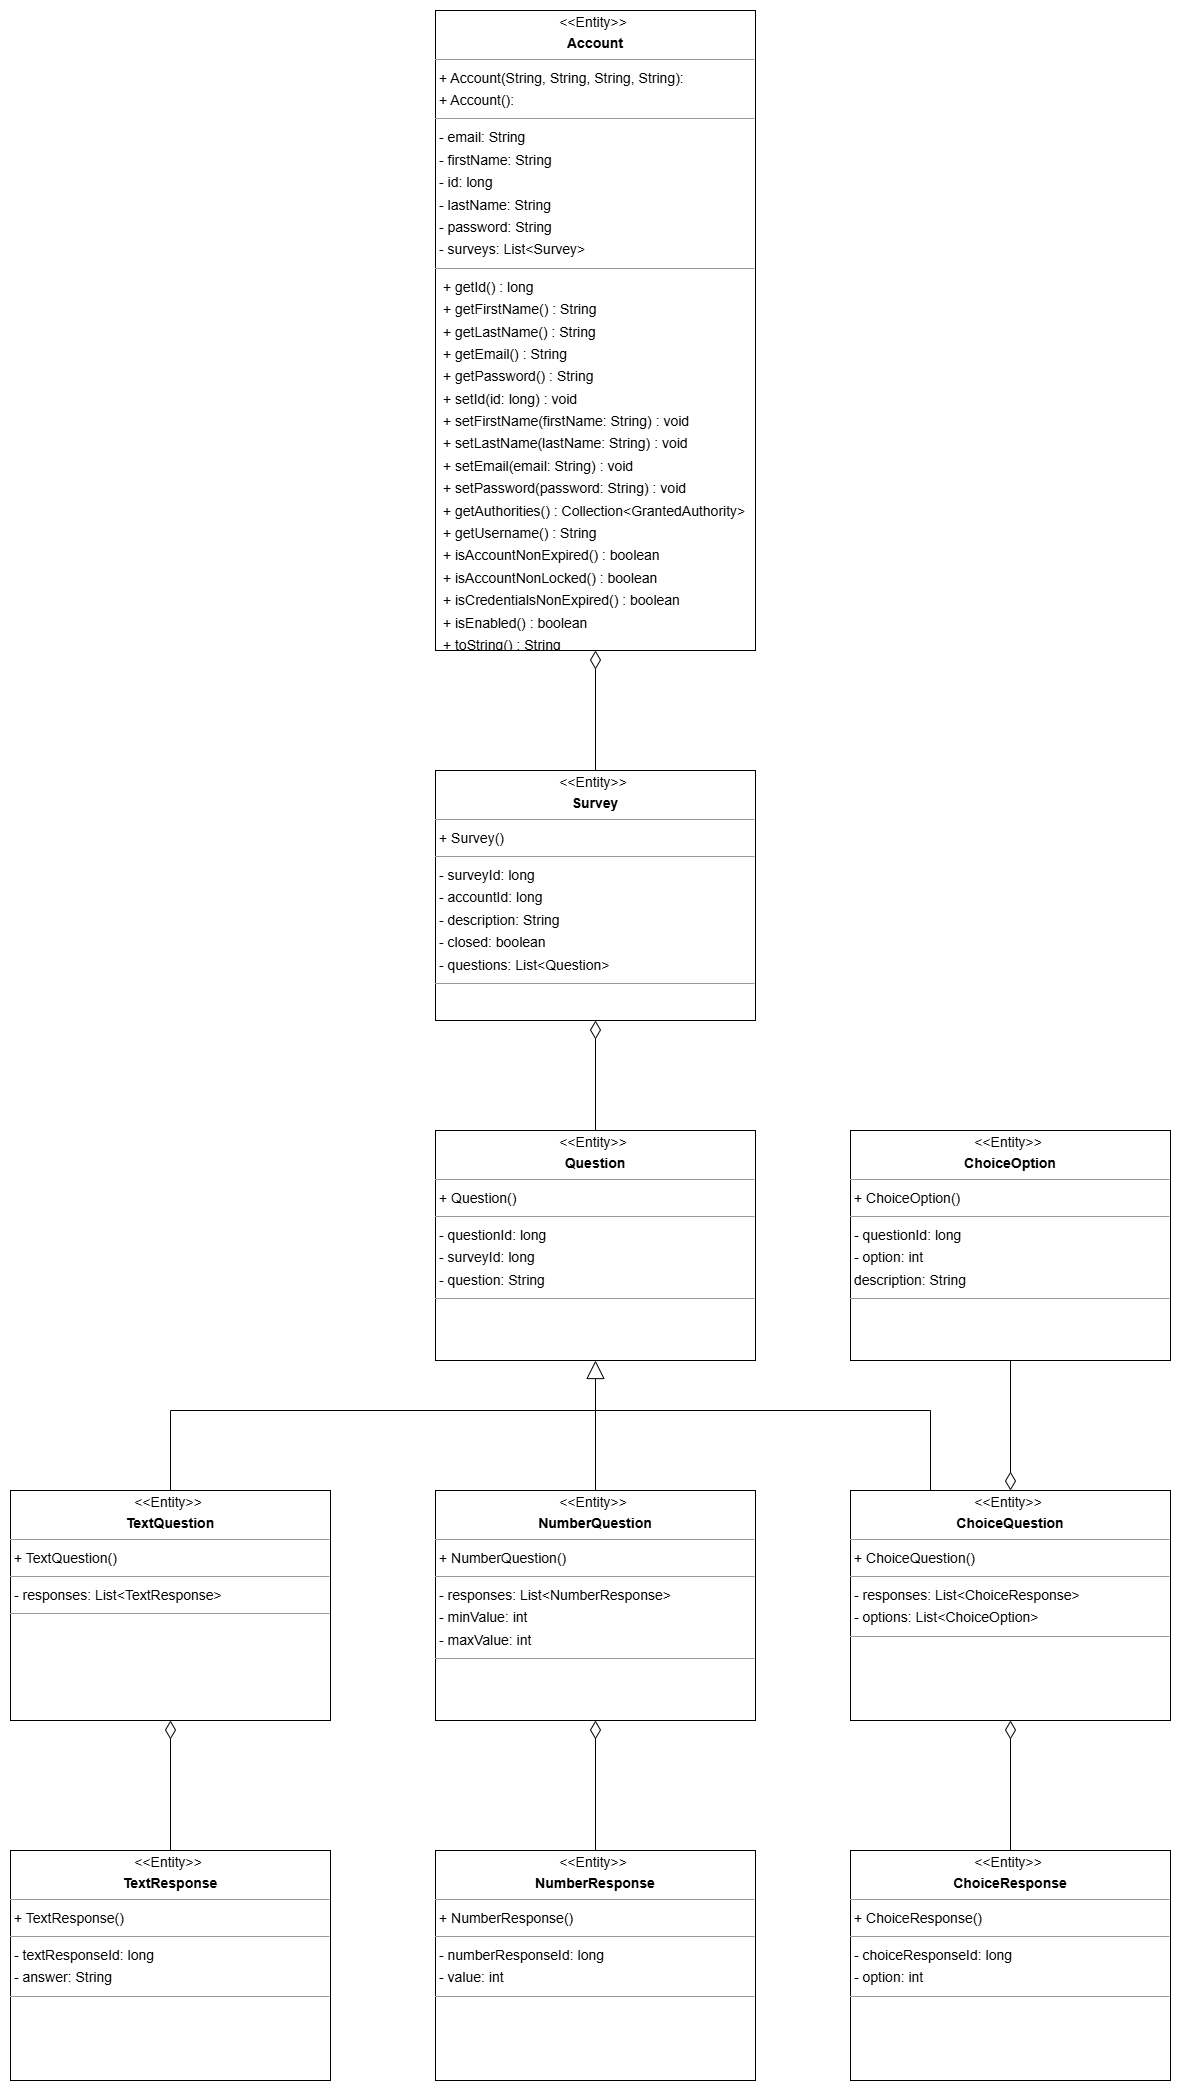 <<Entity>>
Account
+ Account(String, String, String, String):
+ Account():
- email: String
- firstName: String
- id: long
- lastName: String
- password: String
- surveys: List<Survey>
+ getId() : long
+ getFirstName() : String
+ getLastName() : String
+ getEmail() : String
+ getPassword() : String
+ setId(id: long) : void
+ setFirstName(firstName: String) : void
+ setLastName(lastName: String) : void
+ setEmail(email: String) : void
+ setPassword(password: String) : void
+ getAuthorities() : Collection<GrantedAuthority>
+ getUsername() : String
+ isAccountNonExpired() : boolean
+ isAccountNonLocked() : boolean
+ isCredentialsNonExpired() : boolean
+ isEnabled() : boolean
+ toString() : String
<<Entity>>
Survey
+ Survey()
- surveyId: long
- accountId: long
- description: String
- closed: boolean
- questions: List<Question>
<<Entity>>
Question
+ Question()
- questionId: long
- surveyId: long
- question: String
<<Entity>>
ChoiceOption
+ ChoiceOption()
- questionId: long
- option: int
description: String
<<Entity>>
TextQuestion
+ TextQuestion()
- responses: List<TextResponse>
<<Entity>>
NumberQuestion
+ NumberQuestion()
- responses: List<NumberResponse>
- minValue: int
- maxValue: int
<<Entity>>
ChoiceQuestion
+ ChoiceQuestion()
- responses: List<ChoiceResponse>
- options: List<ChoiceOption>
<<Entity>>
TextResponse
+ TextResponse()
- textResponseId: long
- answer: String
<<Entity>>
NumberResponse
+ NumberResponse()
- numberResponseId: long
- value: int
<<Entity>>
ChoiceResponse
+ ChoiceResponse()
- choiceResponseId: long
- option: int